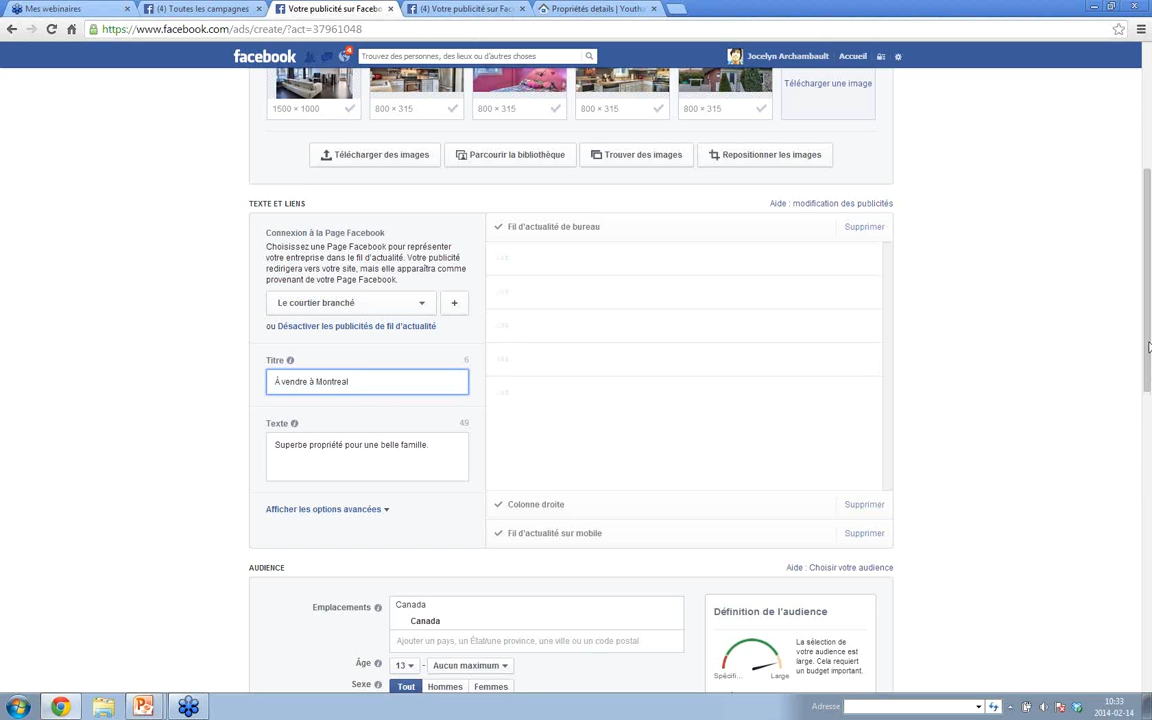 Mes webinaires
(4) Toutes les campagnes
Votre publicité sur Facebo
(4) Votre publicité sur Face
Propriétés details | Youtha
https://www.facebook.com/ads/create/?act=37961048
facebook
4
Trouvez des personnes, des lieux ou d'autres choses
Jocelyn Archambault
Accueil
1500 × 1000
800 × 315
800 × 315
800 × 315
800 × 315
Télécharger une image
Télécharger des images
Parcourir la bibliothèque
Trouver des images
Repositionner les images
TEXTE ET LIENS
Aide : modification des publicités
Connexion à la Page Facebook
Choisissez une Page Facebook pour représenter
votre entreprise dans le fil d'actualité. Votre publicité
redirigera vers votre site, mais elle apparaîtra comme
provenant de votre Page Facebook.
Le courtier branché
+
ou Désactiver les publicités de fil d'actualité
Titre
6
À vendre à Montreal
Texte
49
Superbe propriété pour une belle famille.
Afficher les options avancées
Fil d'actualité de bureau
Supprimer
Colonne droite
Supprimer
Fil d'actualité sur mobile
Supprimer
AUDIENCE
Aide : Choisir votre audience
Emplacements
Canada
Canada
Ajouter un pays, un État/une province, une ville ou un code postal
Âge
13
-
Aucun maximum
Sexe
Tout
Hommes
Femmes
Définition de l'audience
La sélection de
votre audience est
large. Cela requiert
un budget important.
Spécifi...
Large
Adresse
10:33
2014-02-14